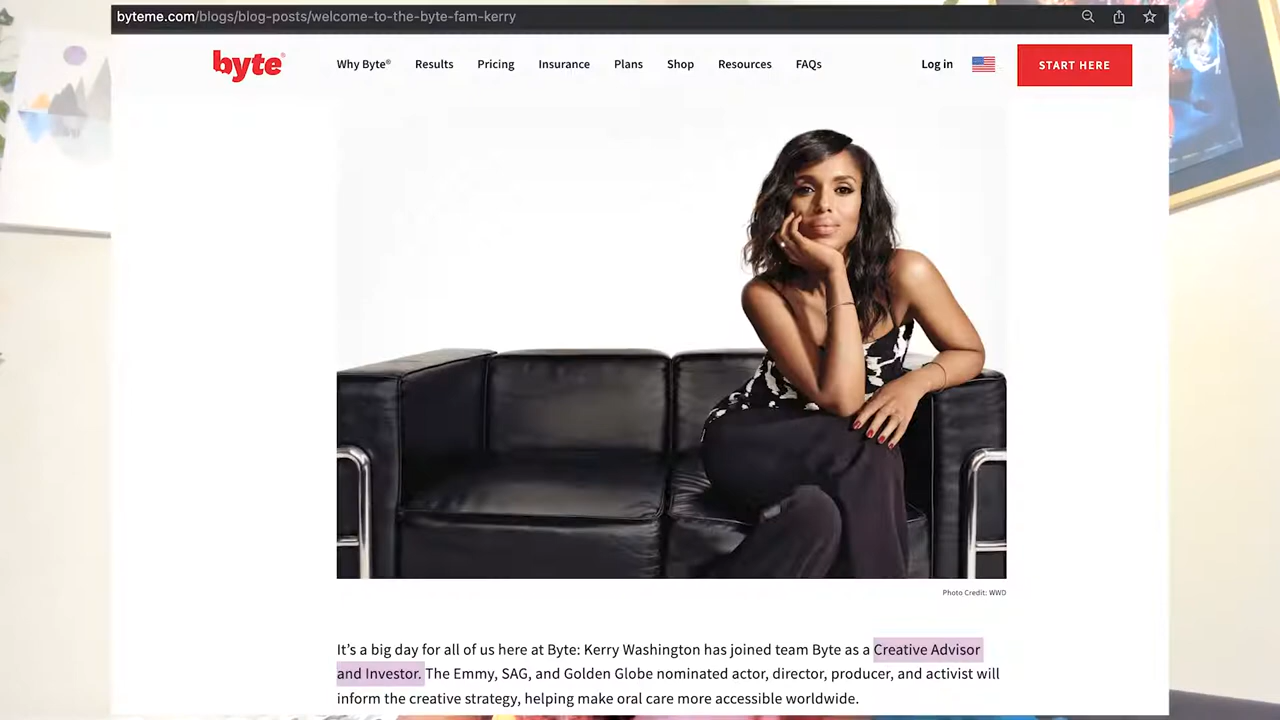 byteme.com/blogs/blog-posts/welcome-to-the-byte-fam-kerry
byte® Why Byte® Results Pricing Insurance Plans Shop Resources FAQs Log in START HERE
Photo Credit: WWD
It’s a big day for all of us here at Byte: Kerry Washington has joined team Byte as a Creative Advisor
and Investor. The Emmy, SAG, and Golden Globe nominated actor, director, producer, and activist will
inform the creative strategy, helping make oral care more accessible worldwide.